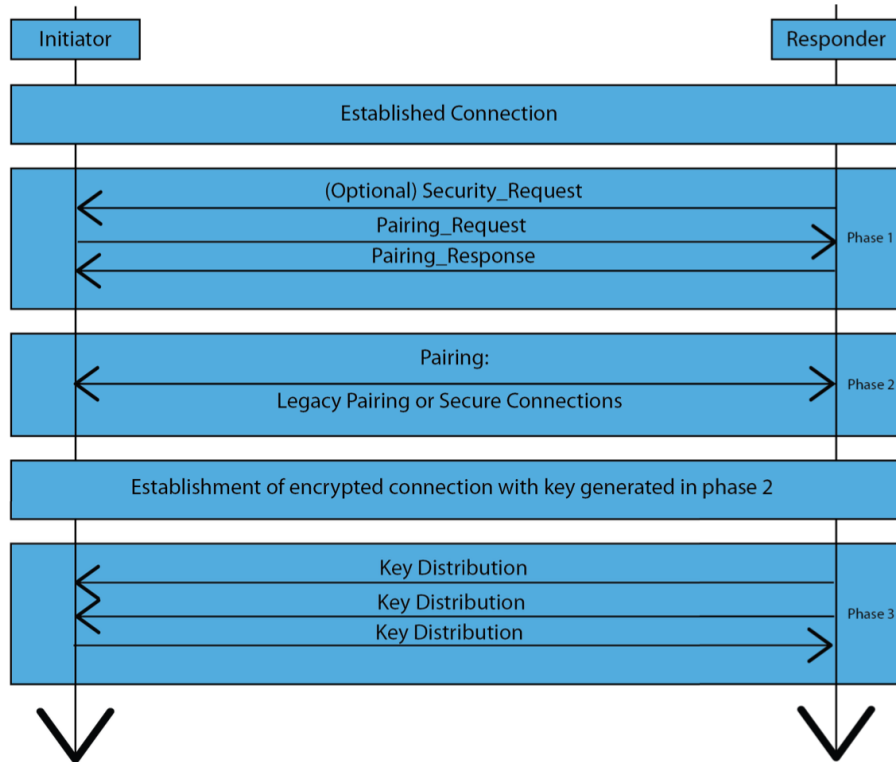 Initiator
Responder
Established Connection
(Optional) Security_Request
Pairing_Request
Phase 1
Pairing_Response
Pairing:
Phase 2
Legacy Pairing or Secure Connections
Establishment of encrypted connection with key generated in phase 2
Key Distribution
Key Distribution
Phase 3
Key Distribution